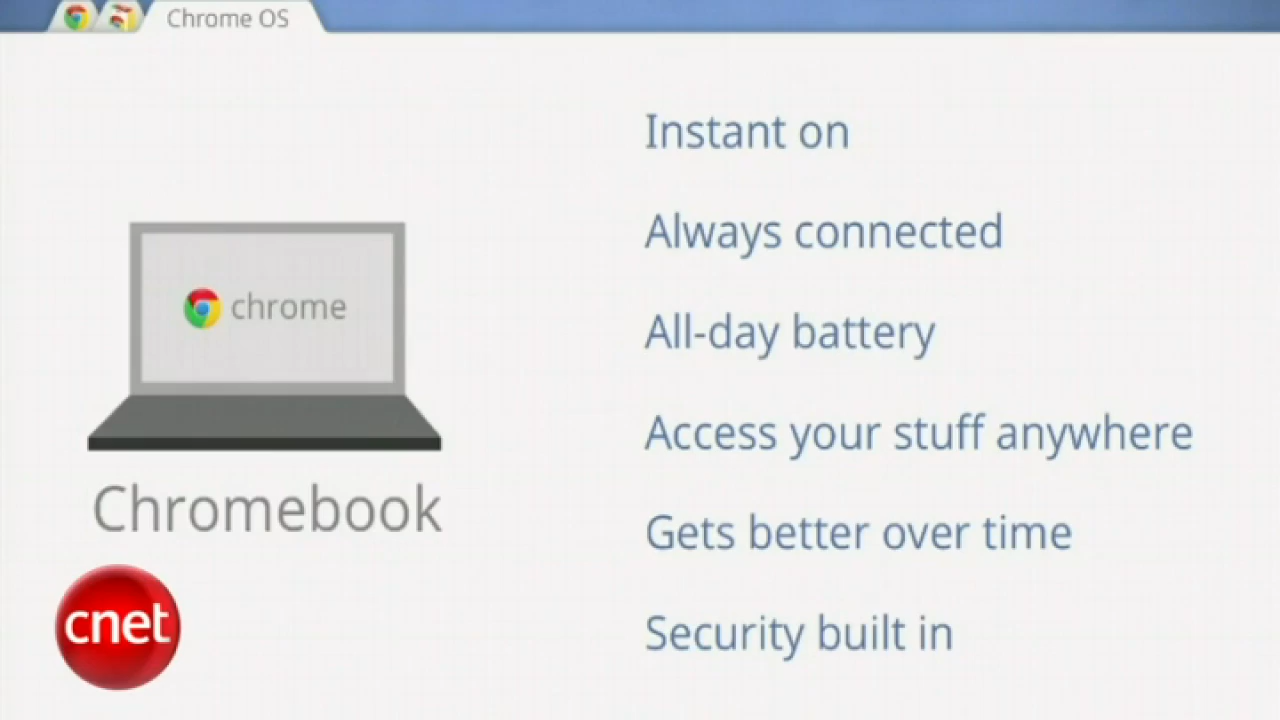 Chrome OS
chrome
Chromebook
cnet
Instant on
Always connected
All-day battery
Access your stuff anywhere
Gets better over time
Security built in